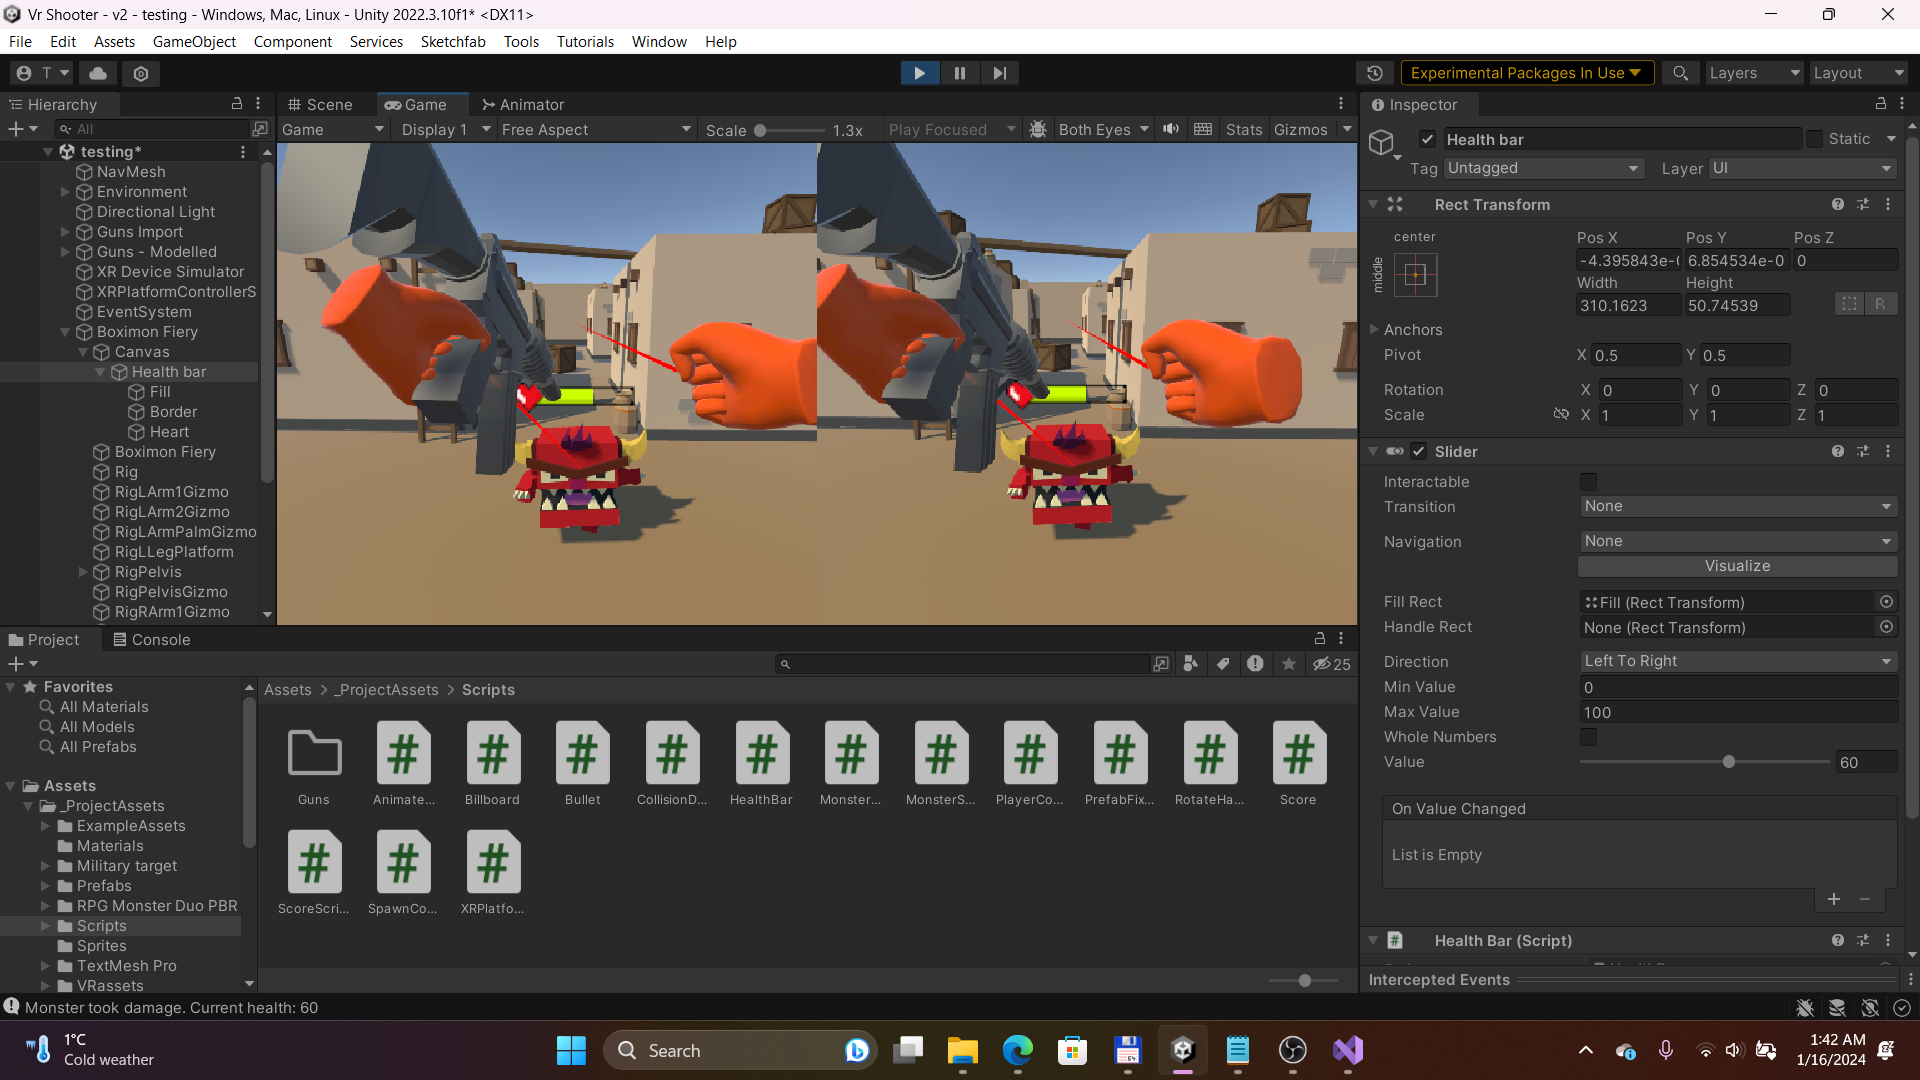 Vr Shooter - v2 - testing - Windows, Mac, Linux - Unity 2022.3.10f1* <DX11>
File Edit Assets GameObject Component Services Sketchfab Tools Tutorials Window Help
T
Experimental Packages In Use
Layers
Layout
Hierarchy
All
testing*
NavMesh
Environment
Directional Light
Guns Import
Guns - Modelled
XR Device Simulator
XRPlatformControllerS
EventSystem
Boximon Fiery
Canvas
Health bar
Fill
Border
Heart
Boximon Fiery
Rig
RigLArm1Gizmo
RigLArm2Gizmo
RigLArmPalmGizmo
RigLLegPlatform
RigPelvis
RigPelvisGizmo
RigRArm1Gizmo
Scene Game Animator
Game Display 1 Free Aspect Scale 1.3x Play Focused Both Eyes Stats Gizmos
Inspector
Health bar Static
Tag Untagged Layer UI
Rect Transform
center
middle
Pos X Pos Y Pos Z
-4.395843e-( 6.854534e-0 0
Width Height
310.1623 50.74539 R
Anchors
Pivot X 0.5 Y 0.5
Rotation X 0 Y 0 Z 0
Scale X 1 Y 1 Z 1
Slider
Interactable
Transition None
Navigation None
Visualize
Fill Rect Fill (Rect Transform)
Handle Rect None (Rect Transform)
Direction Left To Right
Min Value 0
Max Value 100
Whole Numbers
Value 60
On Value Changed
List is Empty
Health Bar (Script)
Intercepted Events
Project Console
25
Favorites
All Materials
All Models
All Prefabs
Assets
_ProjectAssets
ExampleAssets
Materials
Military target
Prefabs
RPG Monster Duo PBR
Scripts
Sprites
TextMesh Pro
VRassets
Assets > _ProjectAssets > Scripts
Guns Animate... Billboard Bullet CollisionD... HealthBar Monster... MonsterS... PlayerCo... PrefabFix... RotateHa... Score
ScoreScri... SpawnCo... XRPlatfo...
Monster took damage. Current health: 60
1°C
Cold weather
Search
64
1:42 AM
1/16/2024